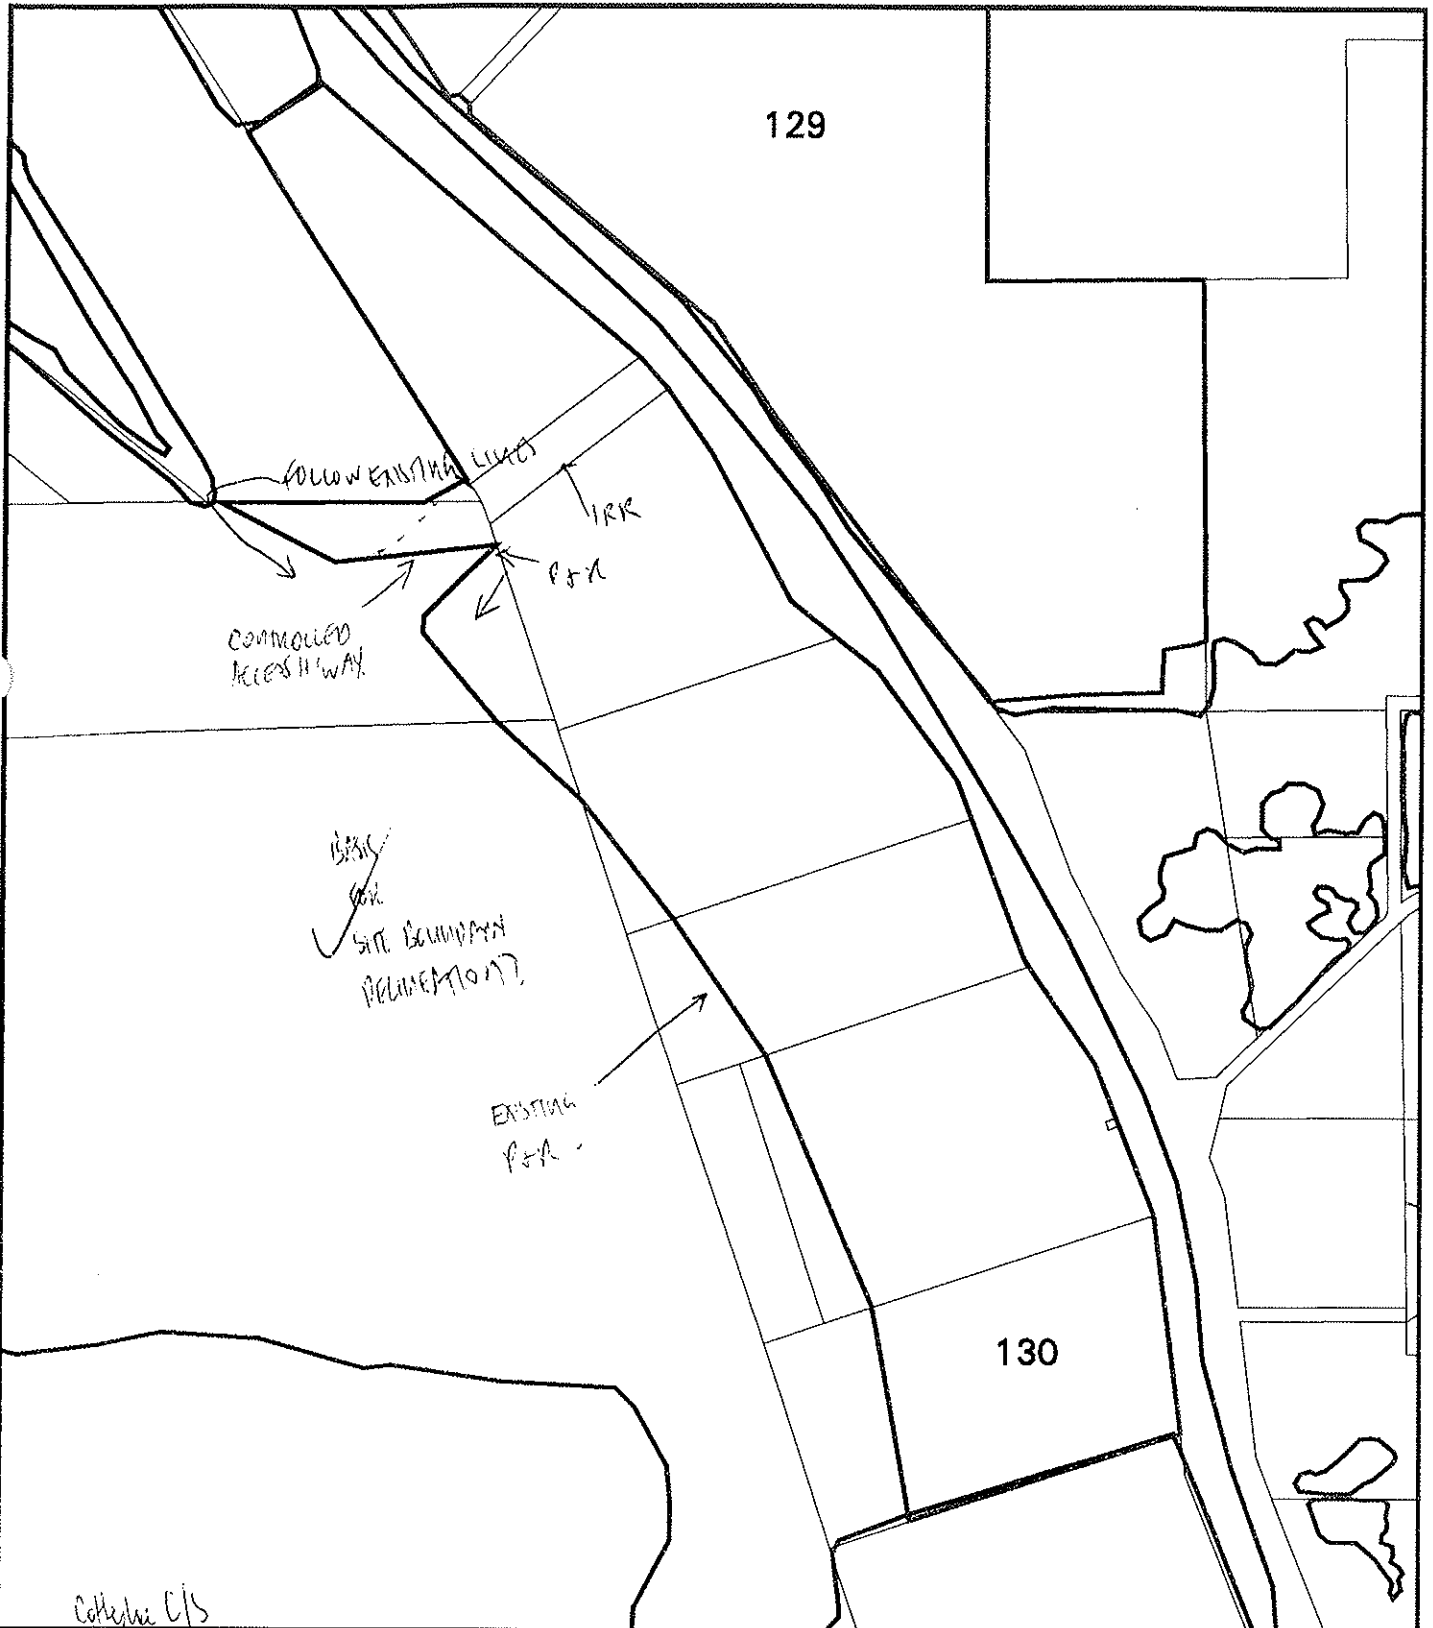 129
FOLLOW EXISTING LINES
IRR
P&R
CONTROLLED
ACCESS H'WAY
BASIS
FOR
SITE BOUNDARY
DELINEATION?
EXISTING
P&R.
130
C/S